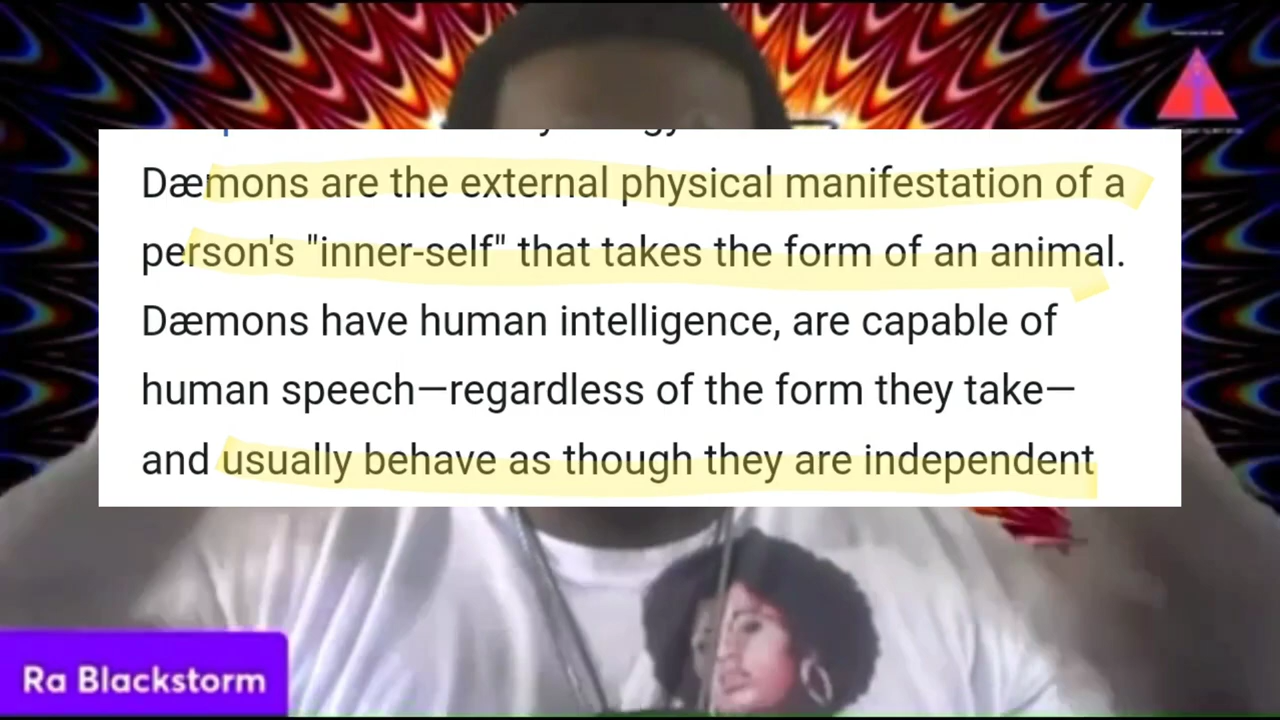 Dæmons are the external physical manifestation of a
person's "inner-self" that takes the form of an animal.
Dæmons have human intelligence, are capable of
human speech—regardless of the form they take—
and usually behave as though they are independent
Ra Blackstorm